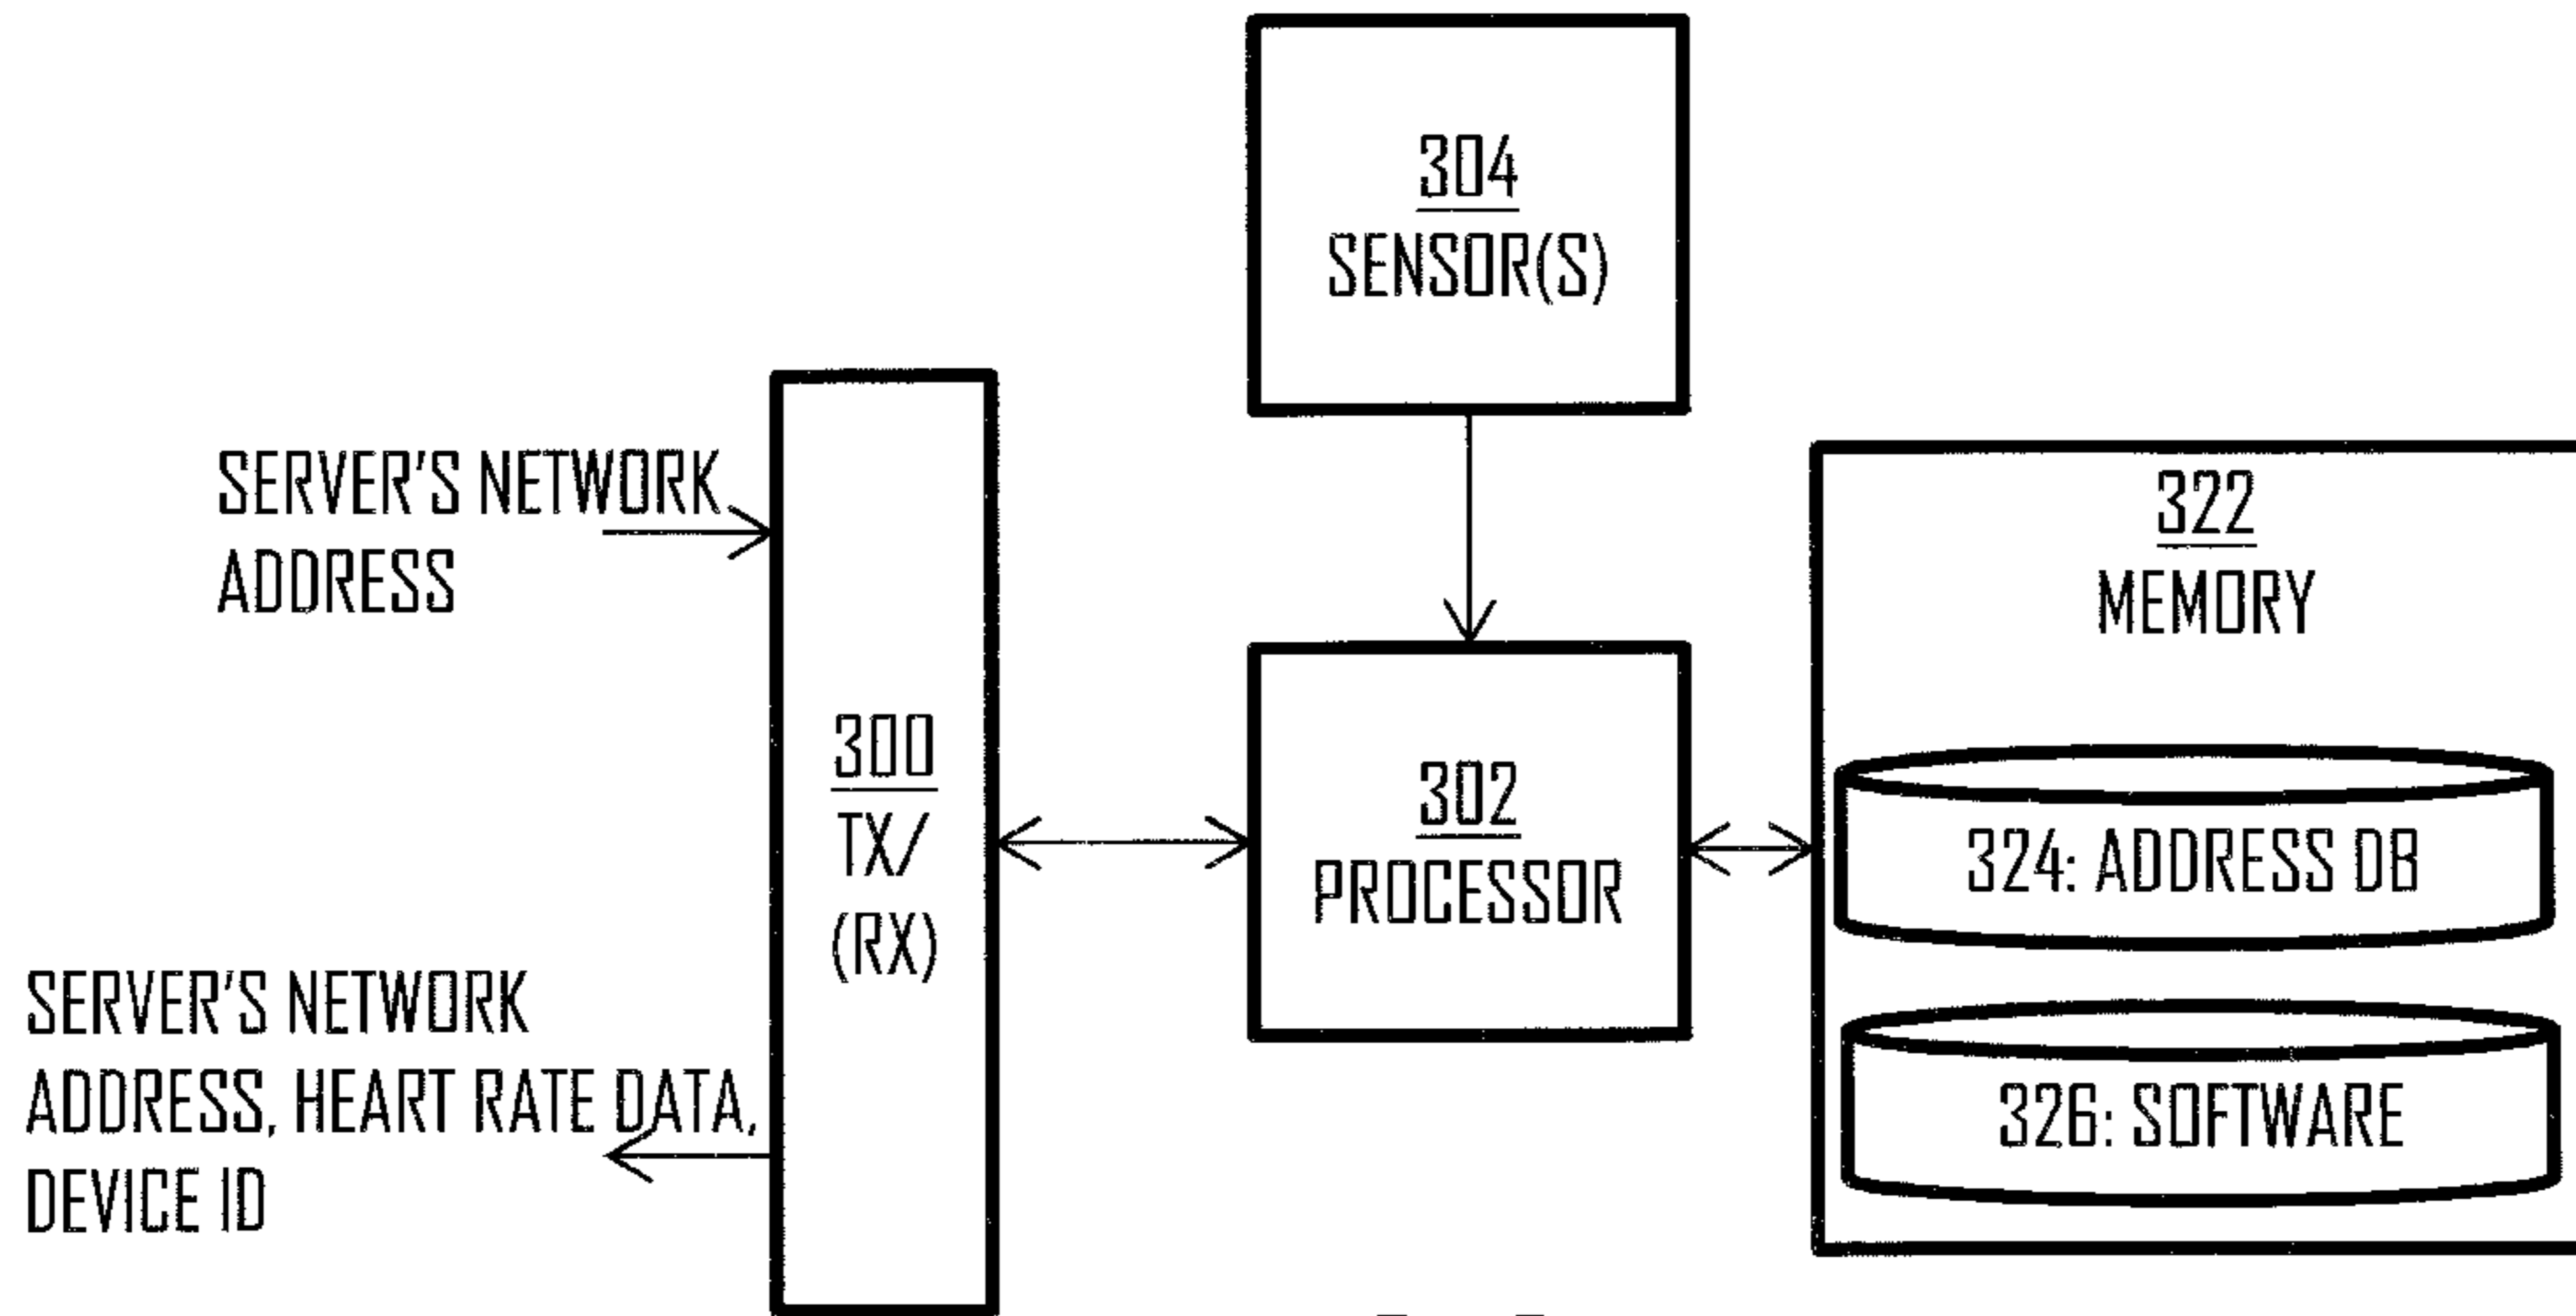 304
SENSOR(S)
SERVER'S NETWORK
ADDRESS
322
MEMORY
300
TX/
(RX)
302
PROCESSOR
324: ADDRESS DB
SERVER'S NETWORK
ADDRESS, HEART RATE DATA,
DEVICE ID
326: SOFTWARE